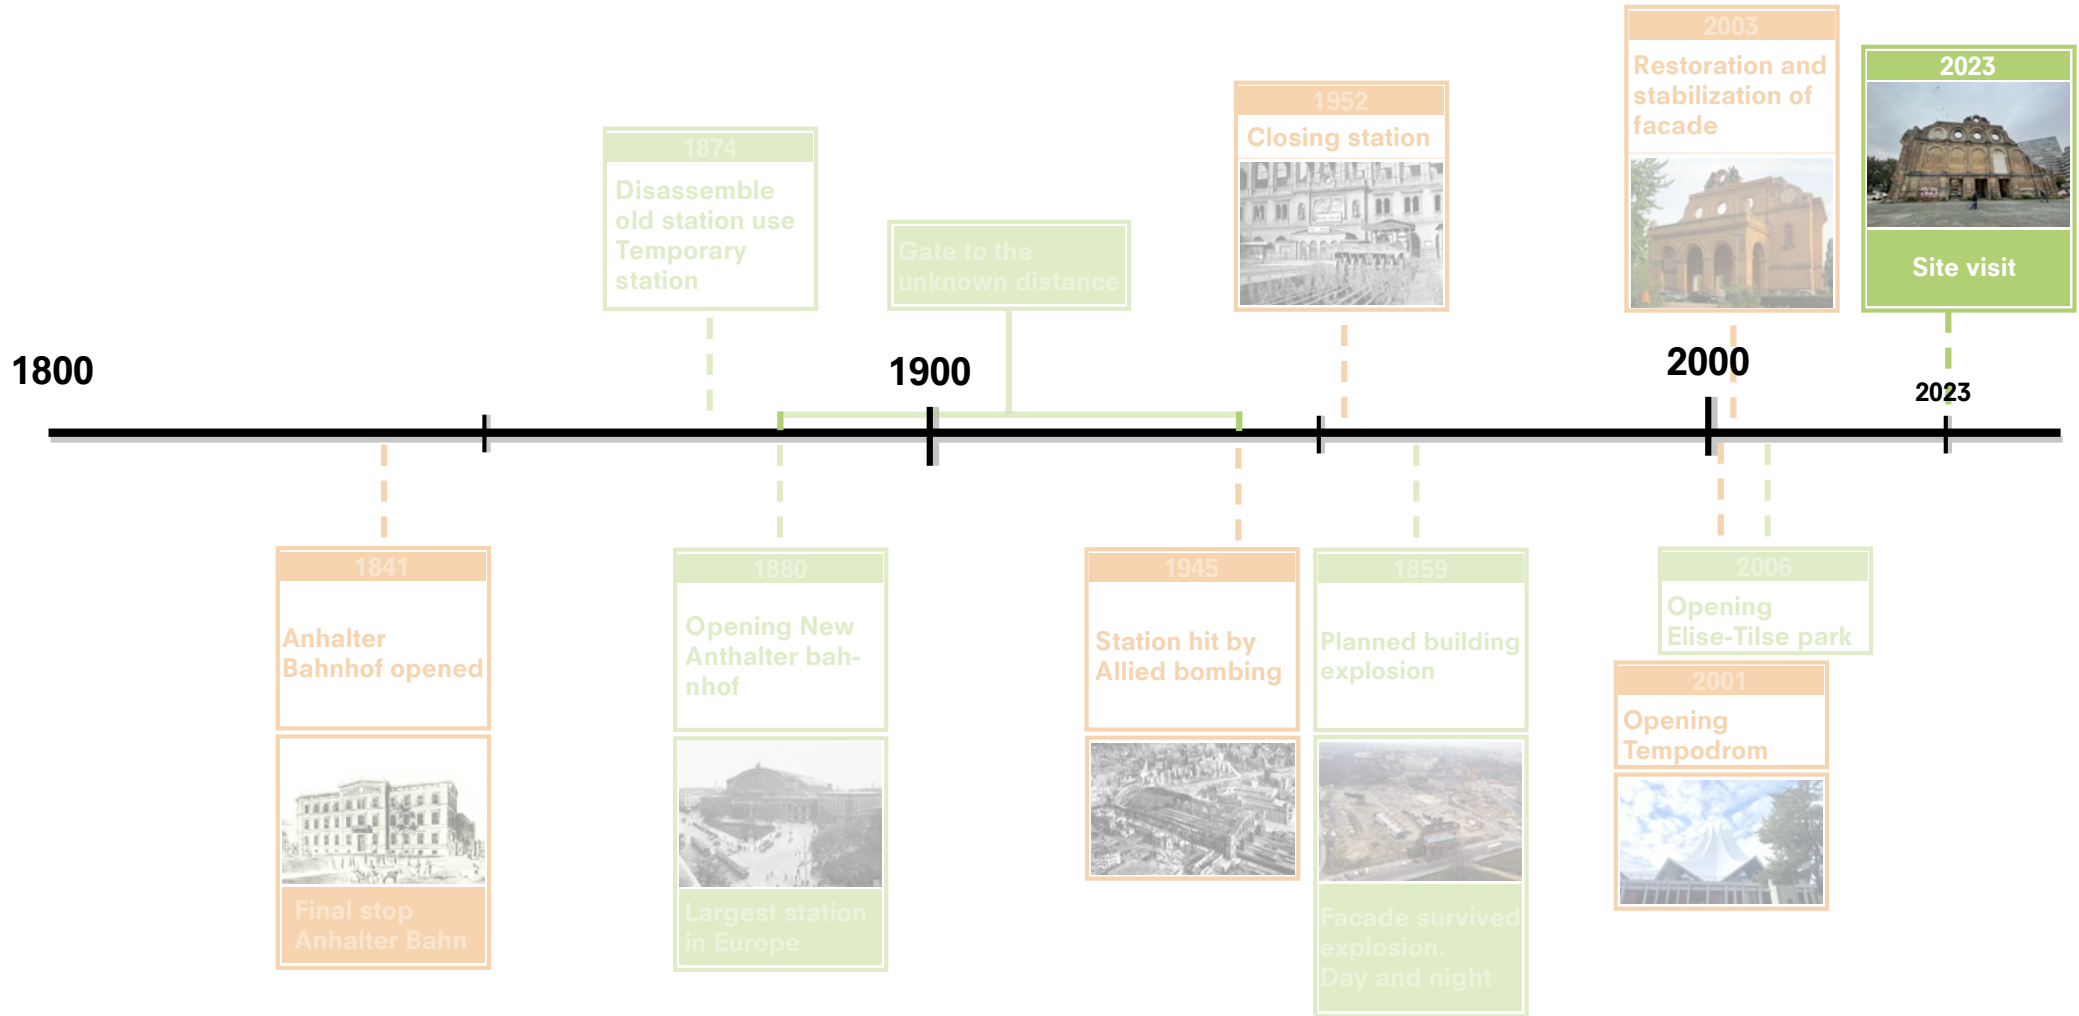 2003
Restoration and
stabilization of
facade
2023
Site visit
1952
Closing station
1874
Disassemble
old station use
Temporary
station
Gate to the
unknown distance
1800
1900
2000
2023
1841
Anhalter
Bahnhof opened
Final stop
Anhalter Bahn
1880
Opening New
Anthalter bah-
nhof
Largest station
in Europe
1945
Station hit by
Allied bombing
1859
Planned building
explosion
Facade survived
explosion.
Day and night
2006
Opening
Elise-Tilse park
2001
Opening
Tempodrom